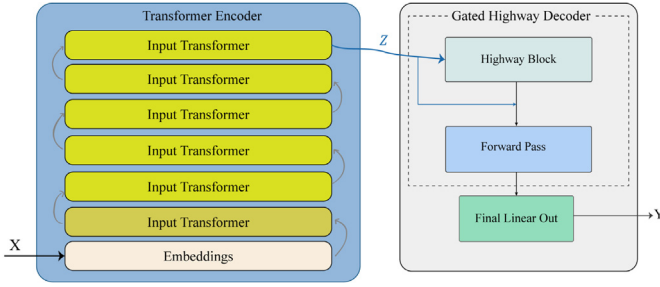 Transformer Encoder
Input Transformer
Input Transformer
Input Transformer
Input Transformer
Input Transformer
Input Transformer
Embeddings
X
Z
Gated Highway Decoder
Highway Block
Forward Pass
Final Linear Out
Y